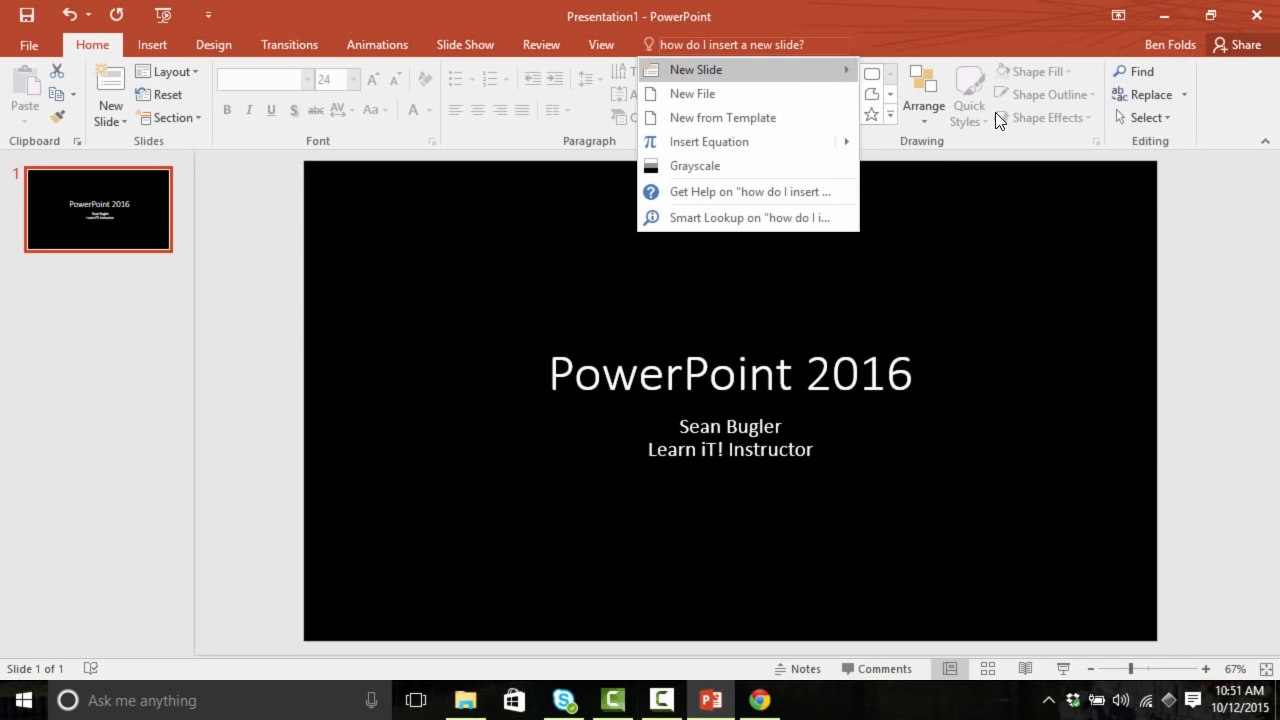 Presentation1 - PowerPoint
File Home Insert Design Transitions Animations Slide Show Review View how do I insert a new slide? Ben Folds Share
Paste
Clipboard
New
Slide
Layout
Reset
Section
Slides
24
B I U S abc AV Aa A
Font
Paragraph
Arrange
Quick
Styles
Shape Fill
Shape Outline
Shape Effects
Drawing
Find
Replace
Select
Editing
New Slide
New File
New from Template
Insert Equation
Grayscale
Get Help on "how do I insert ...
Smart Lookup on "how do I i...
1
PowerPoint 2016
Sean Bugler
Learn iT! Instructor
PowerPoint 2016
Sean Bugler
Learn iT! Instructor
Slide 1 of 1 Notes Comments 67%
Ask me anything
10:51 AM
10/12/2015